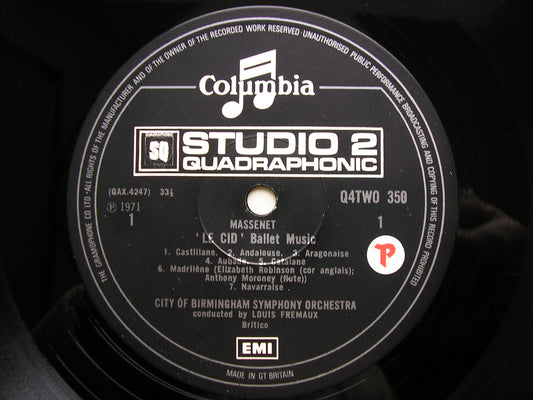 THE GRAMOPHONE CO LTD · ALL RIGHTS OF THE MANUFACTURER AND OF THE OWNER OF THE RECORDED WORK RESERVED · UNAUTHORISED PUBLIC PERFORMANCE BROADCASTING AND COPYING OF THIS RECORD PROHIBITED
Columbia
SQ
STUDIO 2
QUADRAPHONIC
(QAX.4247) 33⅓
Q4TWO 350
℗ 1971
1
MASSENET
1
'LE CID' Ballet Music
1. Castillane. 2. Andalouse. 3. Aragonaise
4. Aubade. 5. Catalane
6. Madrilène (Elizabeth Robinson (cor anglais);
Anthony Moroney (flute))
7. Navarraise
P
CITY OF BIRMINGHAM SYMPHONY ORCHESTRA
conducted by LOUIS FREMAUX
Britico
EMI
MADE IN GT BRITAIN